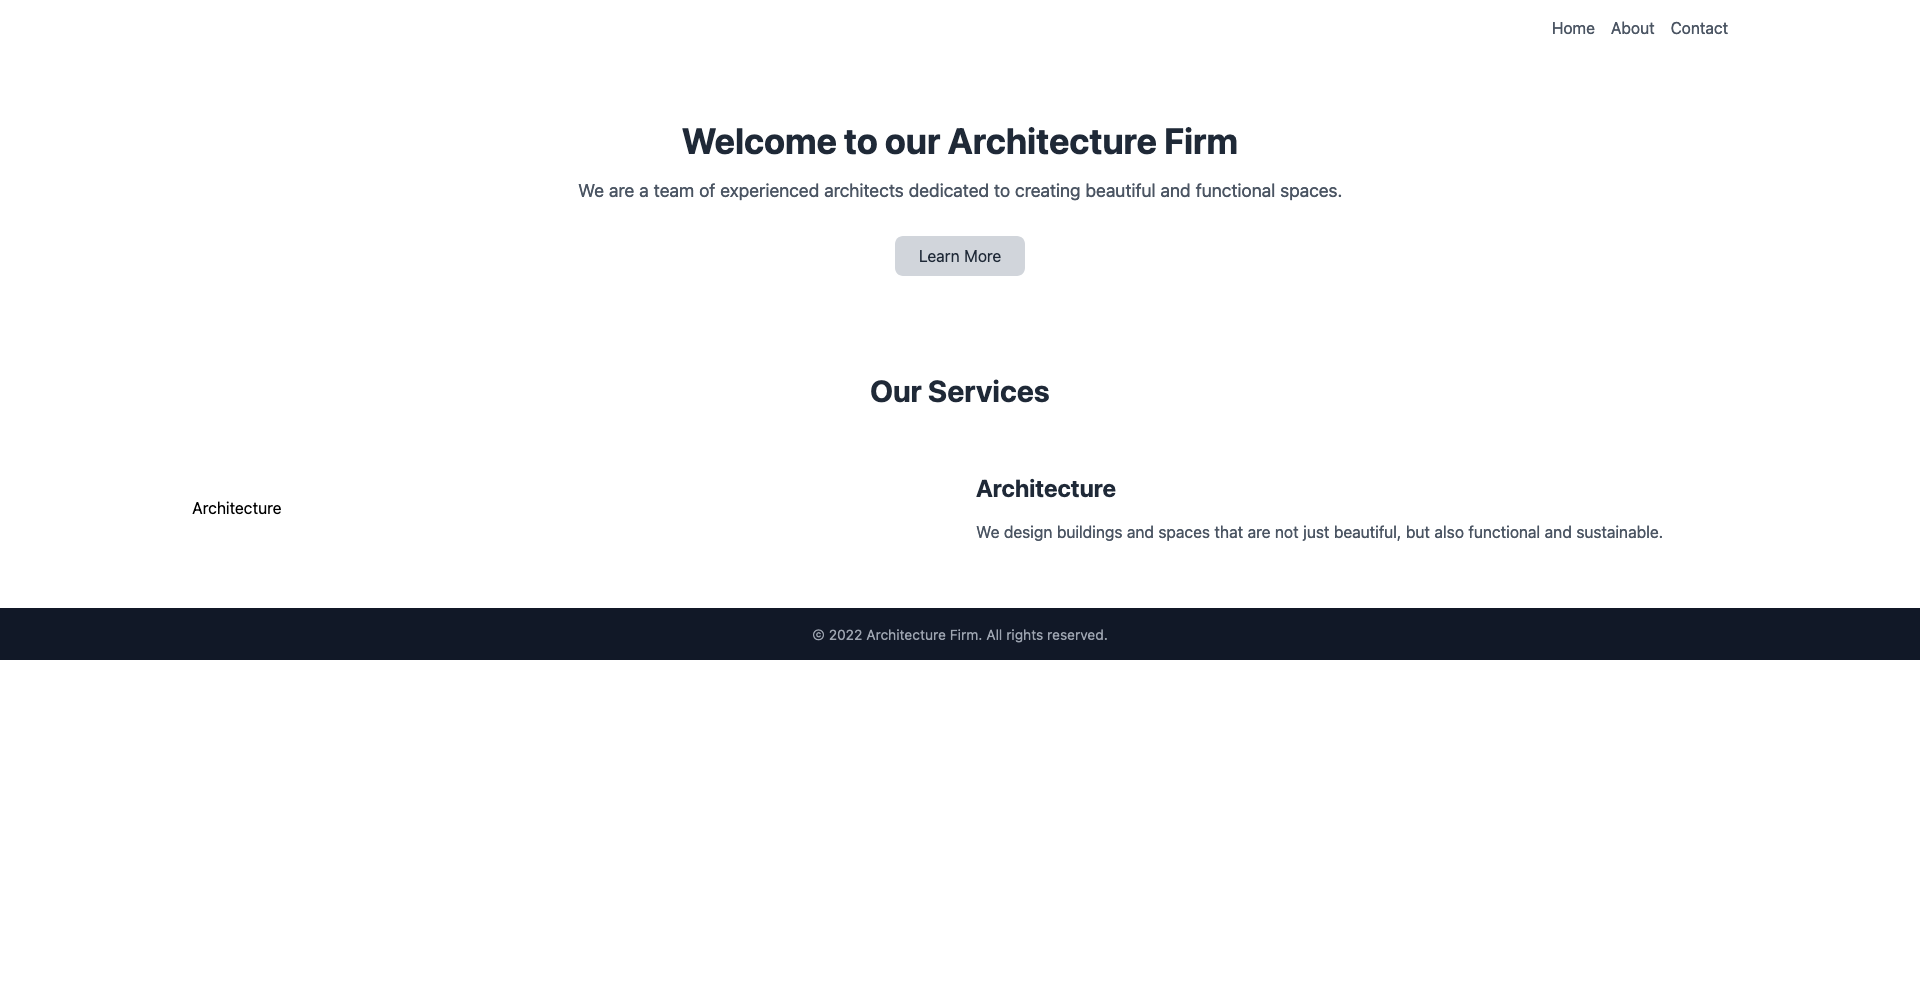 Home About Contact
Welcome to our Architecture Firm
We are a team of experienced architects dedicated to creating beautiful and functional spaces.
Learn More
Our Services
Architecture
Architecture
We design buildings and spaces that are not just beautiful, but also functional and sustainable.
© 2022 Architecture Firm. All rights reserved.